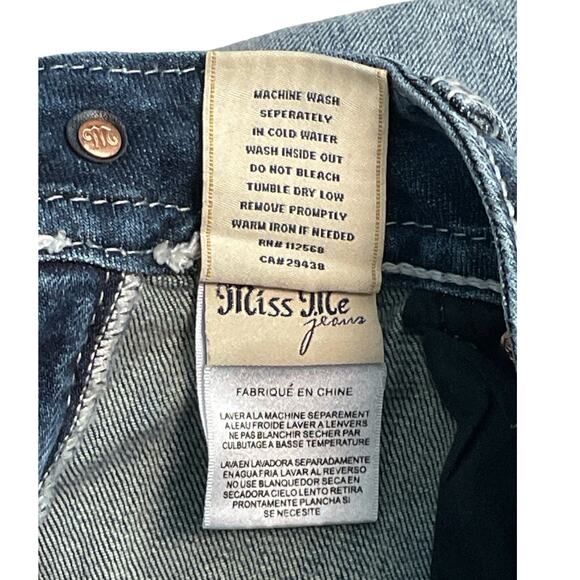 M
MACHINE WASH
SEPERATELY
IN COLD WATER
WASH INSIDE OUT
DO NOT BLEACH
TUMBLE DRY LOW
REMOVE PROMPTLY
WARM IRON IF NEEDED
RN# 112568
CA# 29438
Miss Me
jeans
FABRIQUÉ EN CHINE
LAVER A LA MACHINE SEPAREMENT
A LEAU FROIDE LAVER A L ENVERS
NE PAS BLANCHIR SECHER PAR
CULBUTAGE A BASSE TEMPERATURE
LAVA EN LAVADORA SEPARADAMENTE
EN AGUA FRIA LAVAR AL REVERSO
NO USE BLANQUEDOR SECA EN
SECADORA CIELO LENTO RETIRA
PRONTAMENTE PLANCHA SI
SE NECESITE